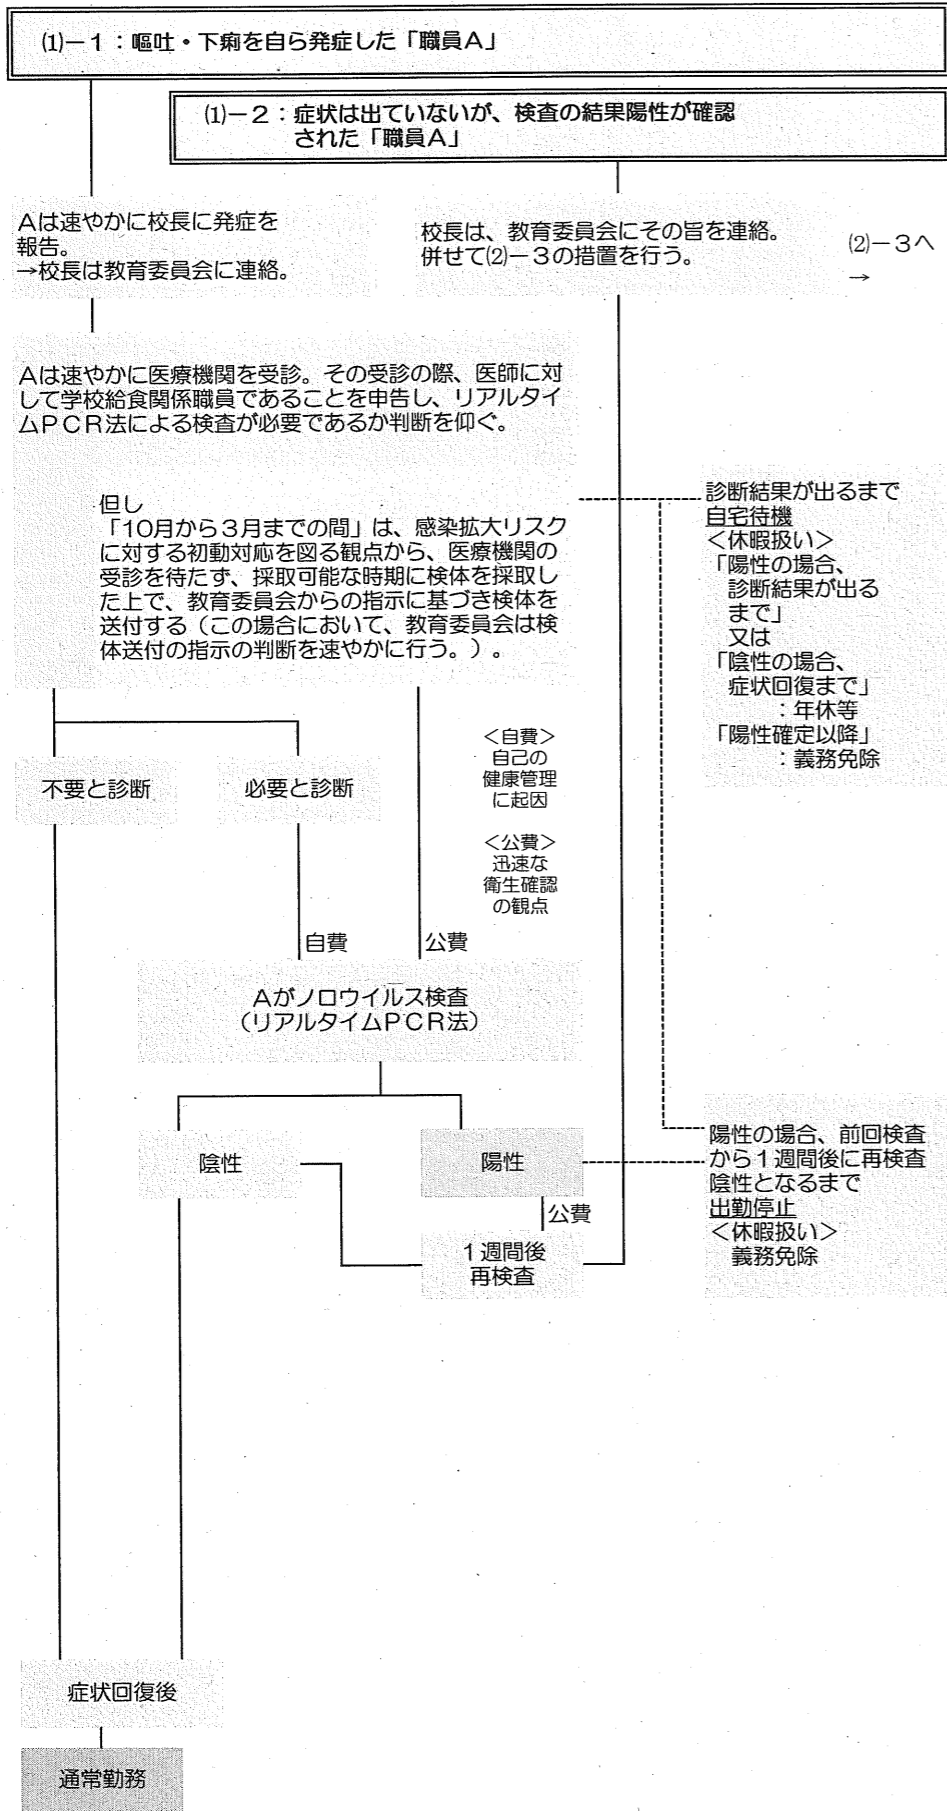 (1)－1：嘔吐・下痢を自ら発症した「職員A」
(1)－2：症状は出ていないが、検査の結果陽性が確認
された「職員A」
Aは速やかに校長に発症を
報告。
→校長は教育委員会に連絡。
校長は、教育委員会にその旨を連絡。
併せて(2)－3の措置を行う。
(2)－3へ
→
Aは速やかに医療機関を受診。その受診の際、医師に対
して学校給食関係職員であることを申告し、リアルタイ
ムPCR法による検査が必要であるか判断を仰ぐ。
但し
「10月から3月までの間」は、感染拡大リスク
に対する初動対応を図る観点から、医療機関の
受診を待たず、採取可能な時期に検体を採取し
た上で、教育委員会からの指示に基づき検体を
送付する（この場合において、教育委員会は検
体送付の指示の判断を速やかに行う。）。
診断結果が出るまで
自宅待機
＜休暇扱い＞
「陽性の場合、
診断結果が出る
まで」
又は
「陰性の場合、
症状回復まで」
：年休等
「陽性確定以降」
：義務免除
不要と診断
必要と診断
＜自費＞
自己の
健康管理
に起因
＜公費＞
迅速な
衛生確認
の観点
自費
公費
Aがノロウイルス検査
（リアルタイムPCR法）
陰性
陽性
公費
1週間後
再検査
陽性の場合、前回検査
から1週間後に再検査
陰性となるまで
出勤停止
＜休暇扱い＞
義務免除
症状回復後
通常勤務